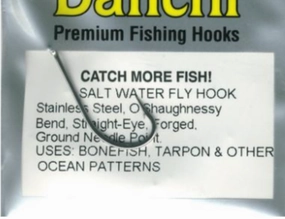 Daiichi
Premium Fishing Hooks
CATCH MORE FISH!
SALT WATER FLY HOOK
Stainless Steel, O'Shaughnessy
Bend, Straight-Eye, Forged.
Ground Needle Point.
USES: BONEFISH, TARPON & OTHER
OCEAN PATTERNS